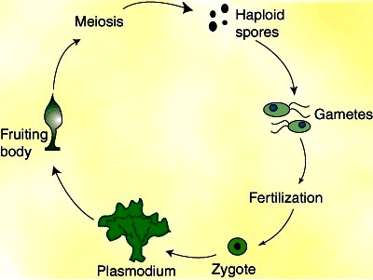 Meiosis
Haploid
spores
Gametes
Fertilization
Zygote
Plasmodium
Fruiting
body